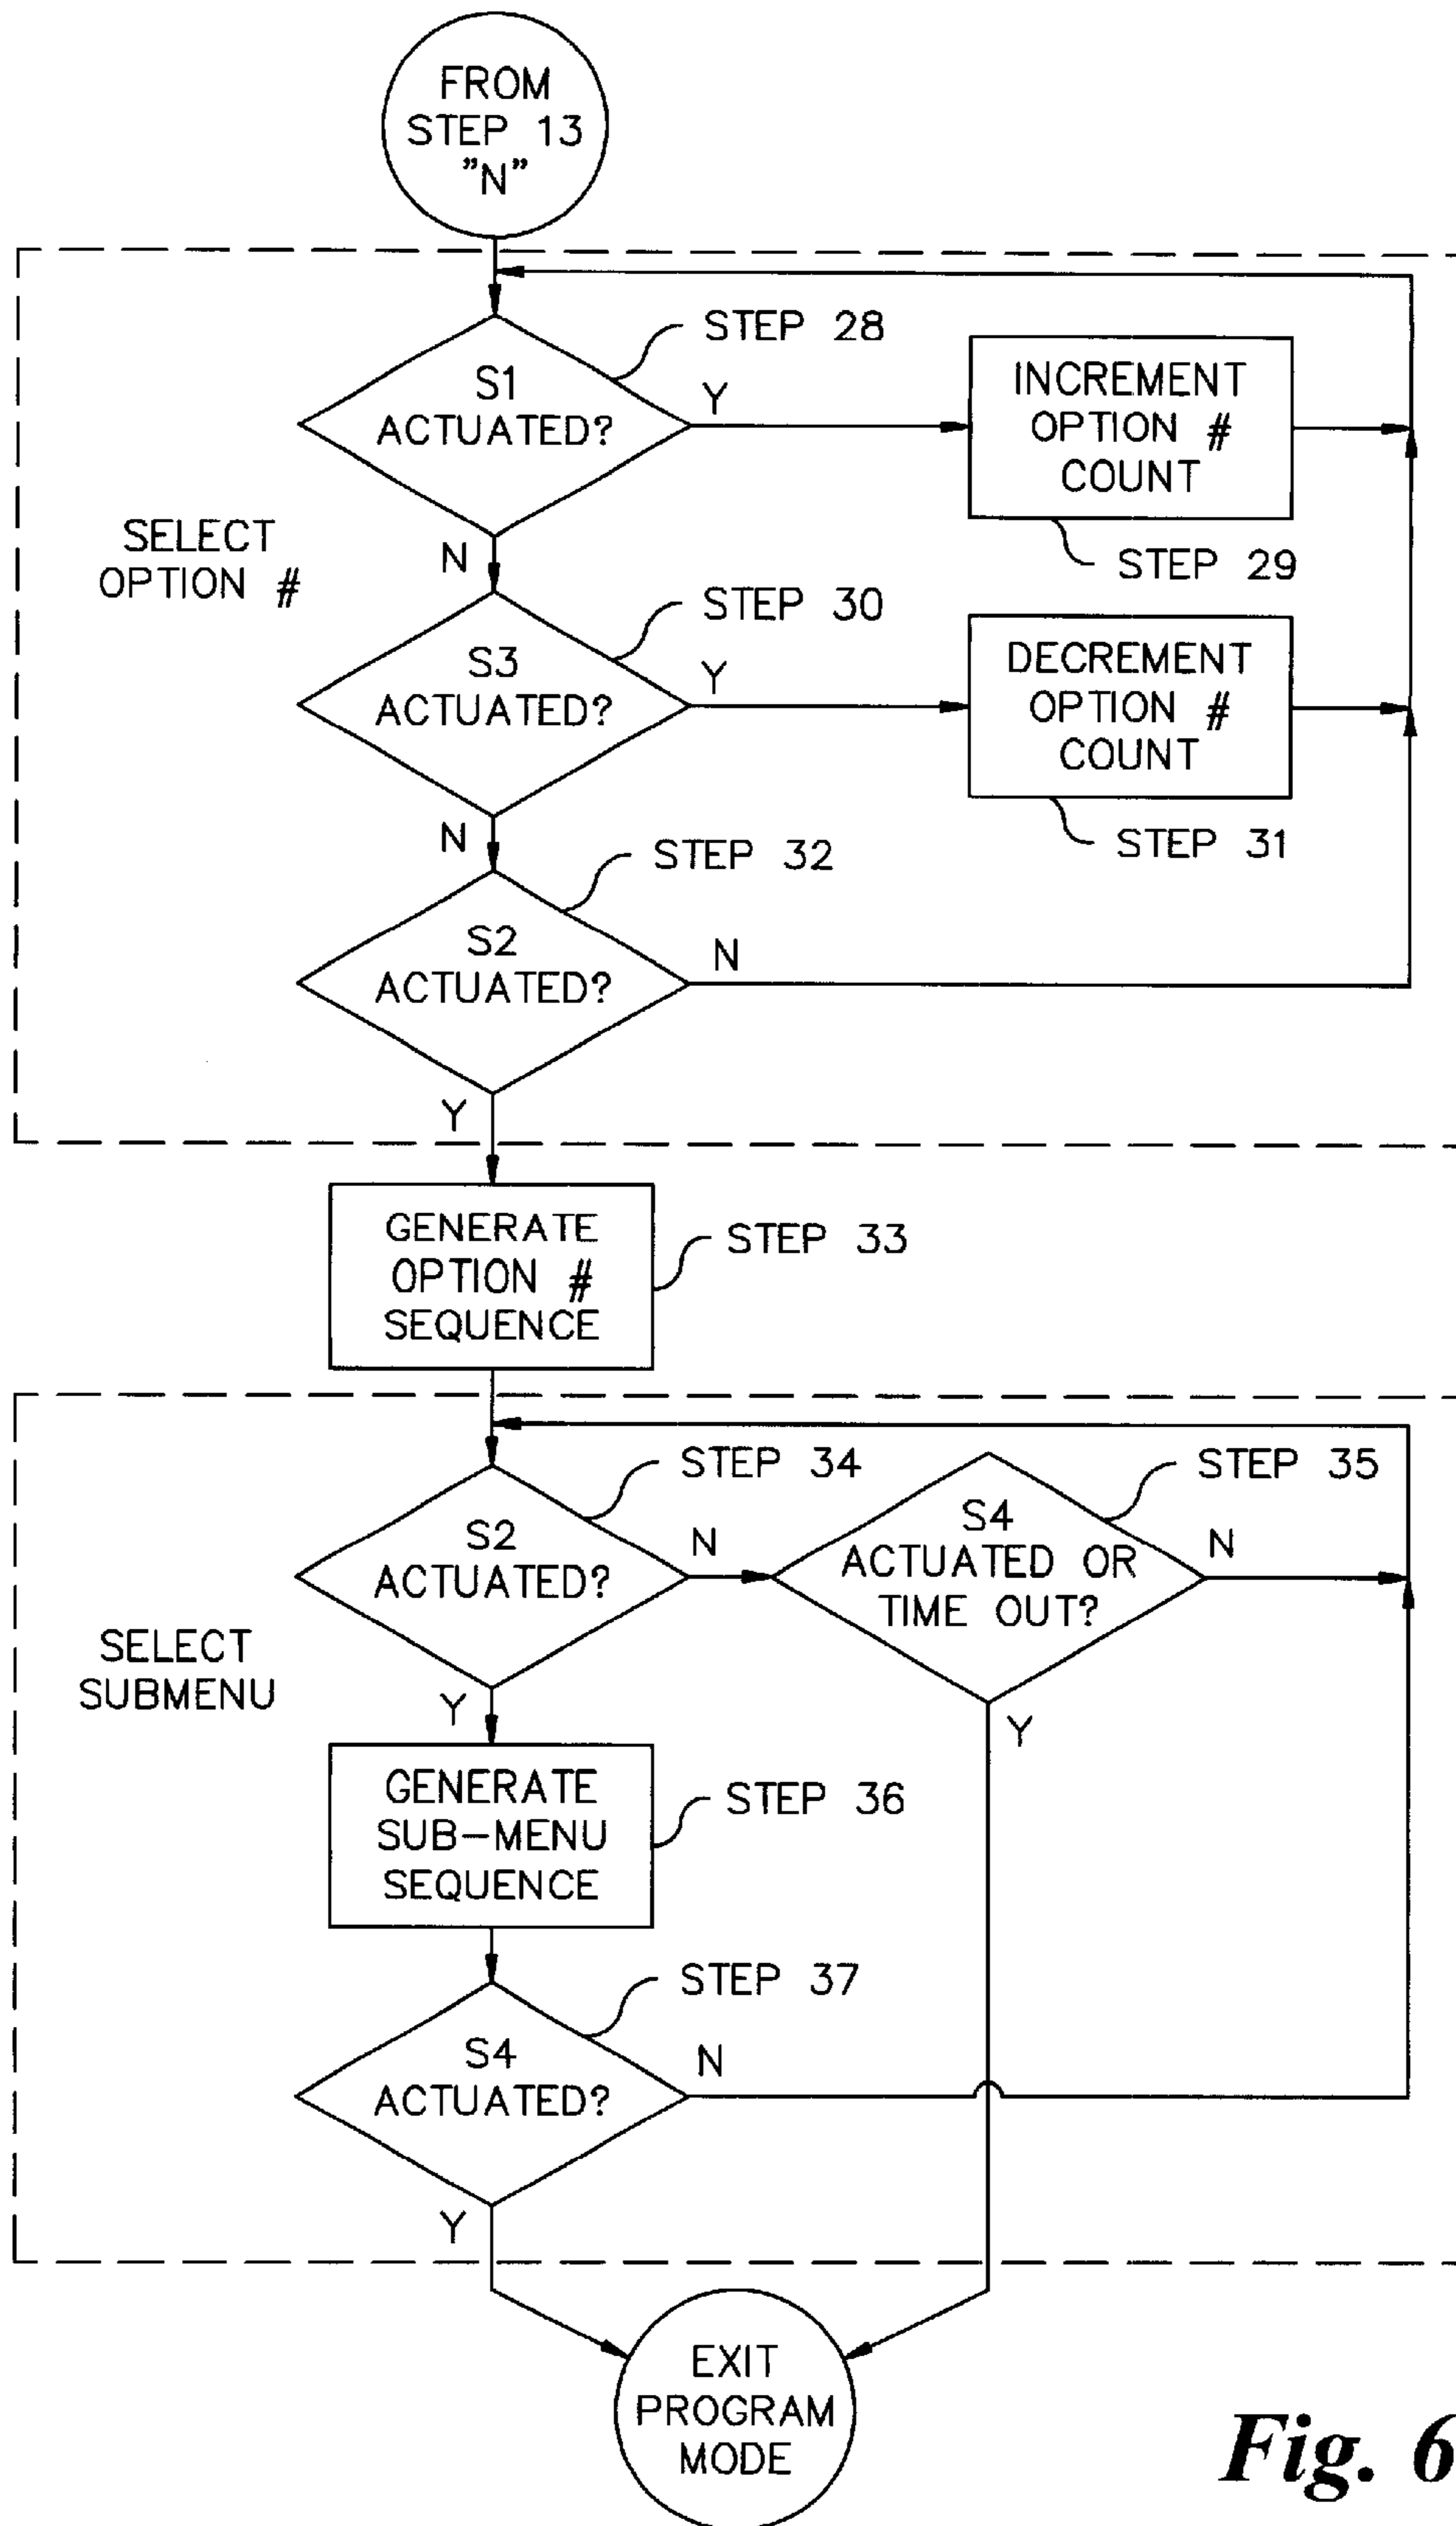 FROM
STEP 13
"N"
STEP 28
S1
ACTUATED?
Y
INCREMENT
OPTION #
COUNT
STEP 29
SELECT
OPTION #
N
STEP 30
S3
ACTUATED?
Y
DECREMENT
OPTION #
COUNT
STEP 31
N
STEP 32
S2
ACTUATED?
N
Y
GENERATE
OPTION #
SEQUENCE
STEP 33
STEP 34
S2
ACTUATED?
N
STEP 35
S4
ACTUATED OR
TIME OUT?
N
SELECT
SUBMENU
Y
Y
GENERATE
SUB-MENU
SEQUENCE
STEP 36
STEP 37
S4
ACTUATED?
N
Y
EXIT
PROGRAM
MODE
Fig. 6